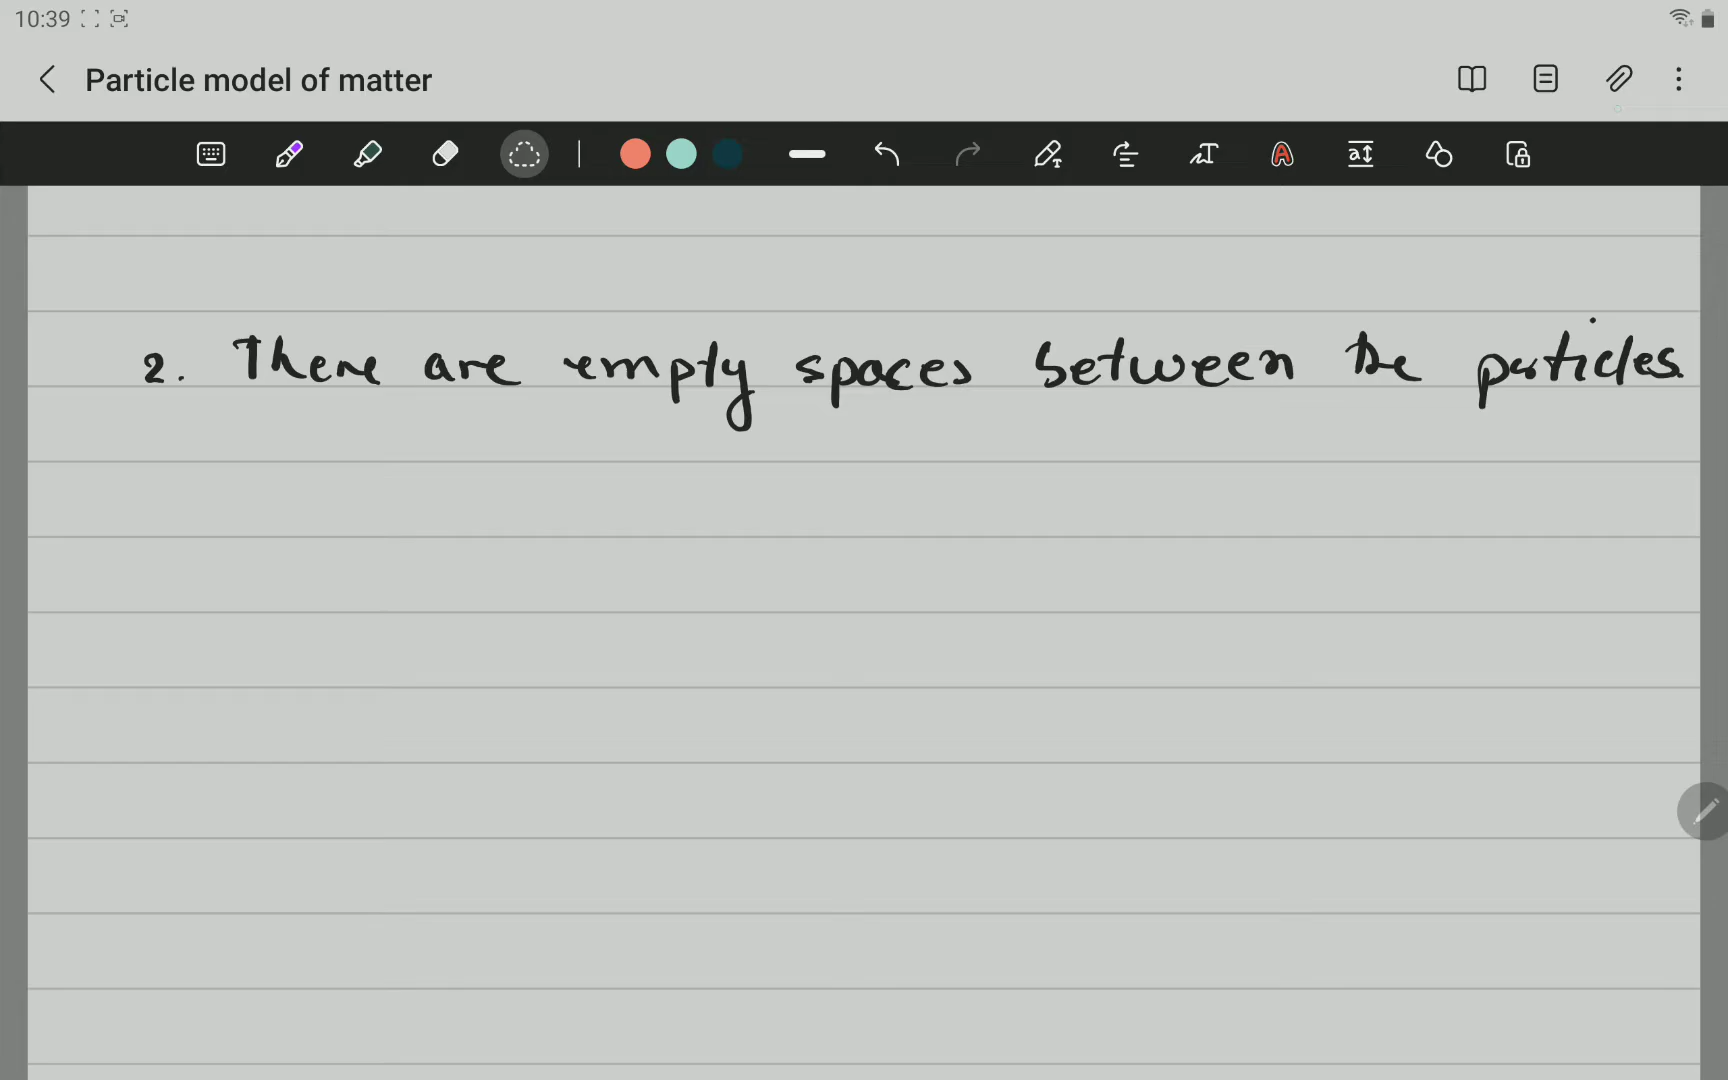 10:39
Particle model of matter
2. There are empty spaces between the particles